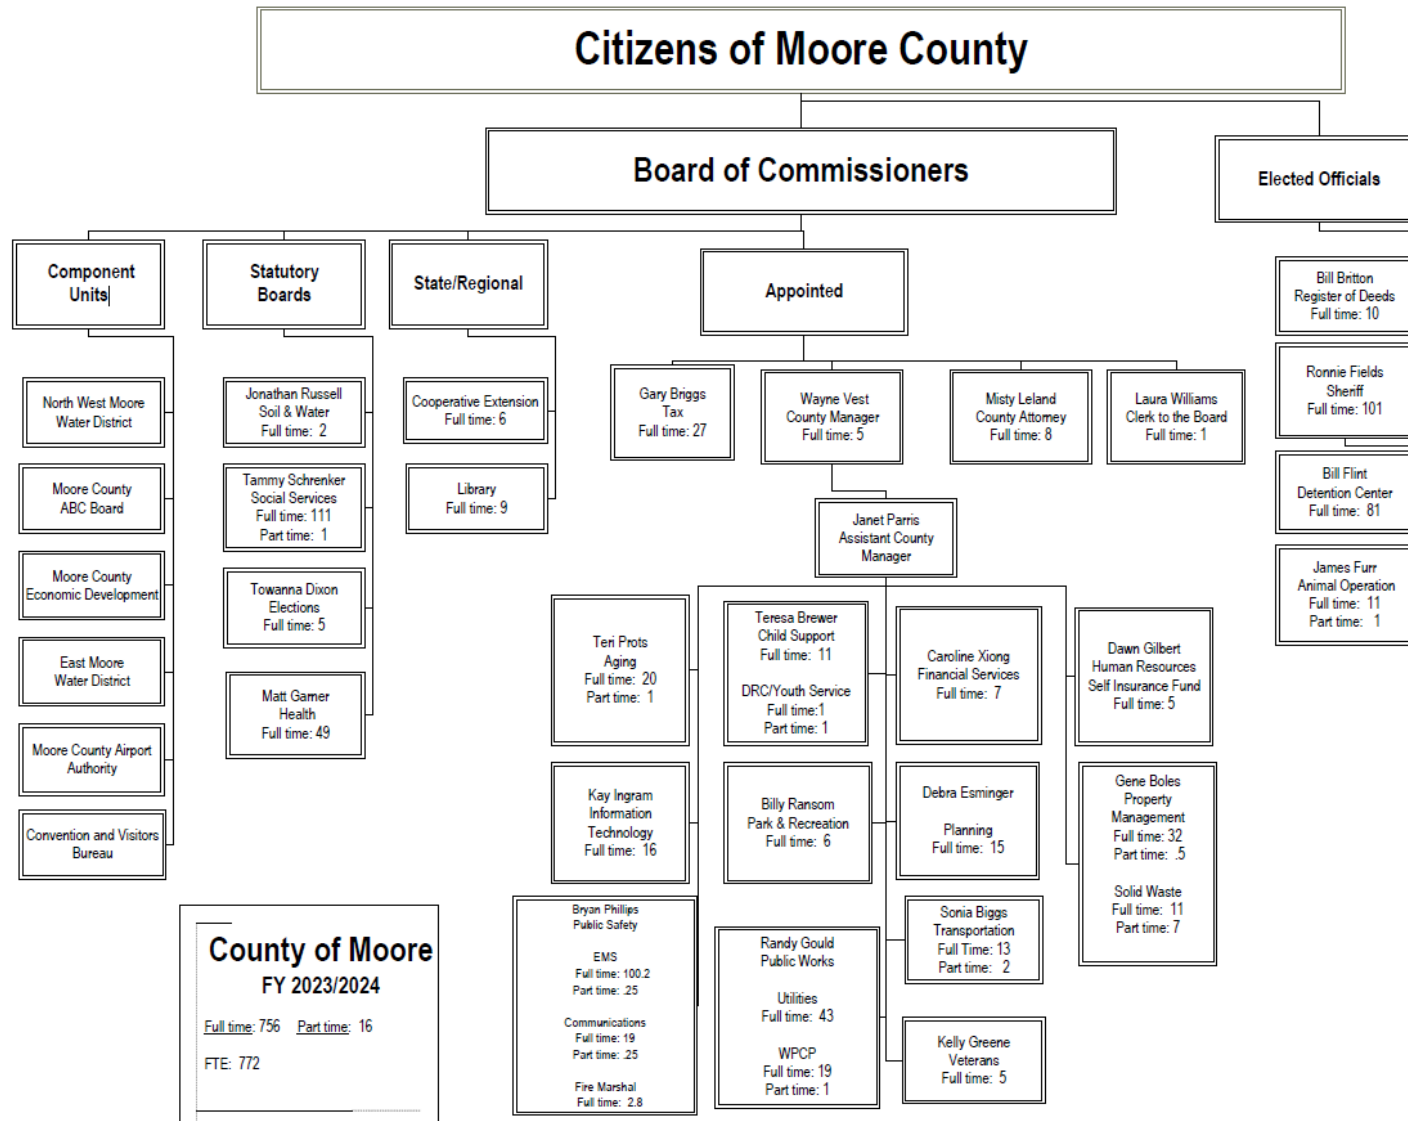 Citizens of Moore County
Board of Commissioners
Elected Officials
Component
Units
Statutory
Boards
State/Regional
Appointed
North West Moore
Water District
Moore County
ABC Board
Moore County
Economic Development
East Moore
Water District
Moore County Airport
Authority
Convention and Visitors
Bureau
Jonathan Russell
Soil & Water
Full time: 2
Tammy Schrenker
Social Services
Full time: 111
Part time: 1
Towanna Dixon
Elections
Full time: 5
Matt Garner
Health
Full time: 49
Cooperative Extension
Full time: 6
Library
Full time: 9
Gary Briggs
Tax
Full time: 27
Wayne Vest
County Manager
Full time: 5
Misty Leland
County Attorney
Full time: 8
Laura Williams
Clerk to the Board
Full time: 1
Janet Parris
Assistant County
Manager
Teri Prots
Aging
Full time: 20
Part time: 1
Teresa Brewer
Child Support
Full time: 11
DRC/Youth Service
Full time:1
Part time: 1
Caroline Xiong
Financial Services
Full time: 7
Dawn Gilbert
Human Resources
Self Insurance Fund
Full time: 5
Kay Ingram
Information
Technology
Full time: 16
Billy Ransom
Park & Recreation
Full time: 6
Debra Esminger
Planning
Full time: 15
Gene Boles
Property
Management
Full time: 32
Part time: .5
Solid Waste
Full time: 11
Part time: 7
Bryan Phillips
Public Safety
EMS
Full time: 100.2
Part time: .25
Communications
Full time: 19
Part time: .25
Fire Marshal
Full time: 2.8
Randy Gould
Public Works
Utilities
Full time: 43
WPCP
Full time: 19
Part time: 1
Sonia Biggs
Transportation
Full Time: 13
Part time: 2
Kelly Greene
Veterans
Full time: 5
Bill Britton
Register of Deeds
Full time: 10
Ronnie Fields
Sheriff
Full time: 101
Bill Flint
Detention Center
Full time: 81
James Furr
Animal Operation
Full time: 11
Part time: 1
County of Moore
FY 2023/2024
Full time: 756 Part time: 16
FTE: 772